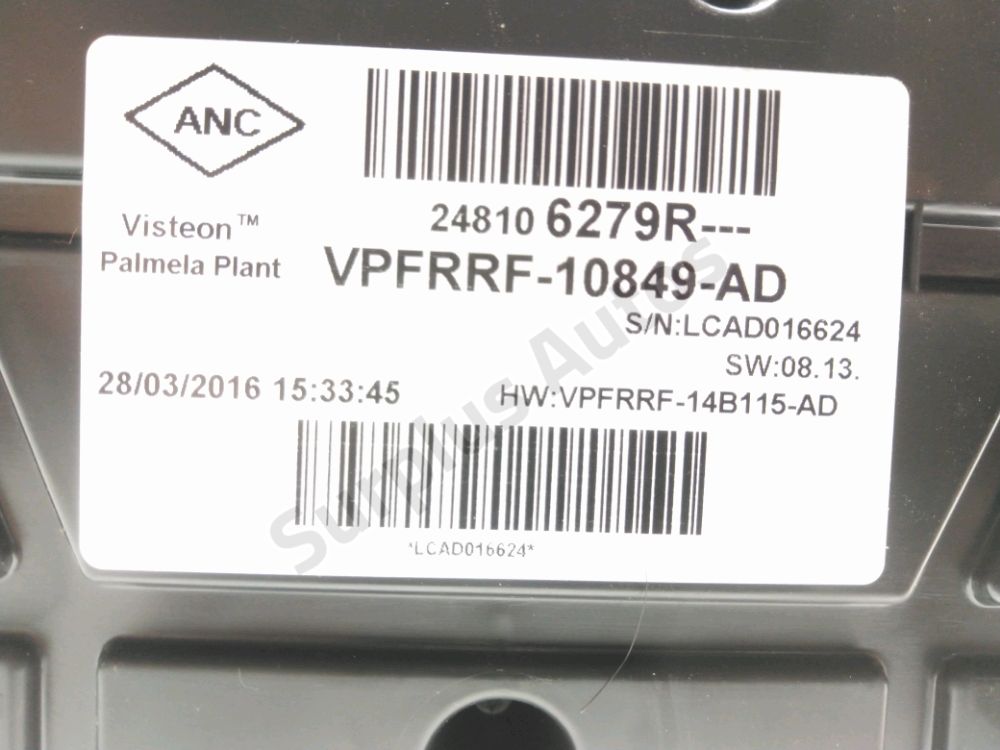 ANC
Visteon™
Palmela Plant
24810 6279R---
VPFRRF-10849-AD
S/N:LCAD016624
SW:08.13.
28/03/2016 15:33:45
HW:VPFRRF-14B115-AD
*LCAD016624*
Surplus Autos